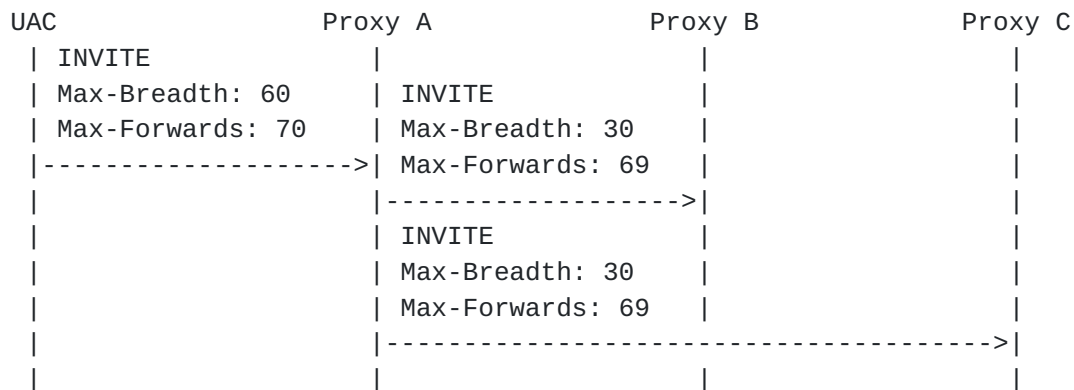 UAC                Proxy A             Proxy B            Proxy C
 | INVITE             |                   |                  |
 | Max-Breadth: 60    | INVITE            |                  |
 | Max-Forwards: 70   | Max-Breadth: 30   |                  |
 |------------------->| Max-Forwards: 69  |                  |
 |                    |------------------>|                  |
 |                    | INVITE            |                  |
 |                    | Max-Breadth: 30   |                  |
 |                    | Max-Forwards: 69  |                  |
 |                    |------------------------------------->|
 |                    |                   |                  |